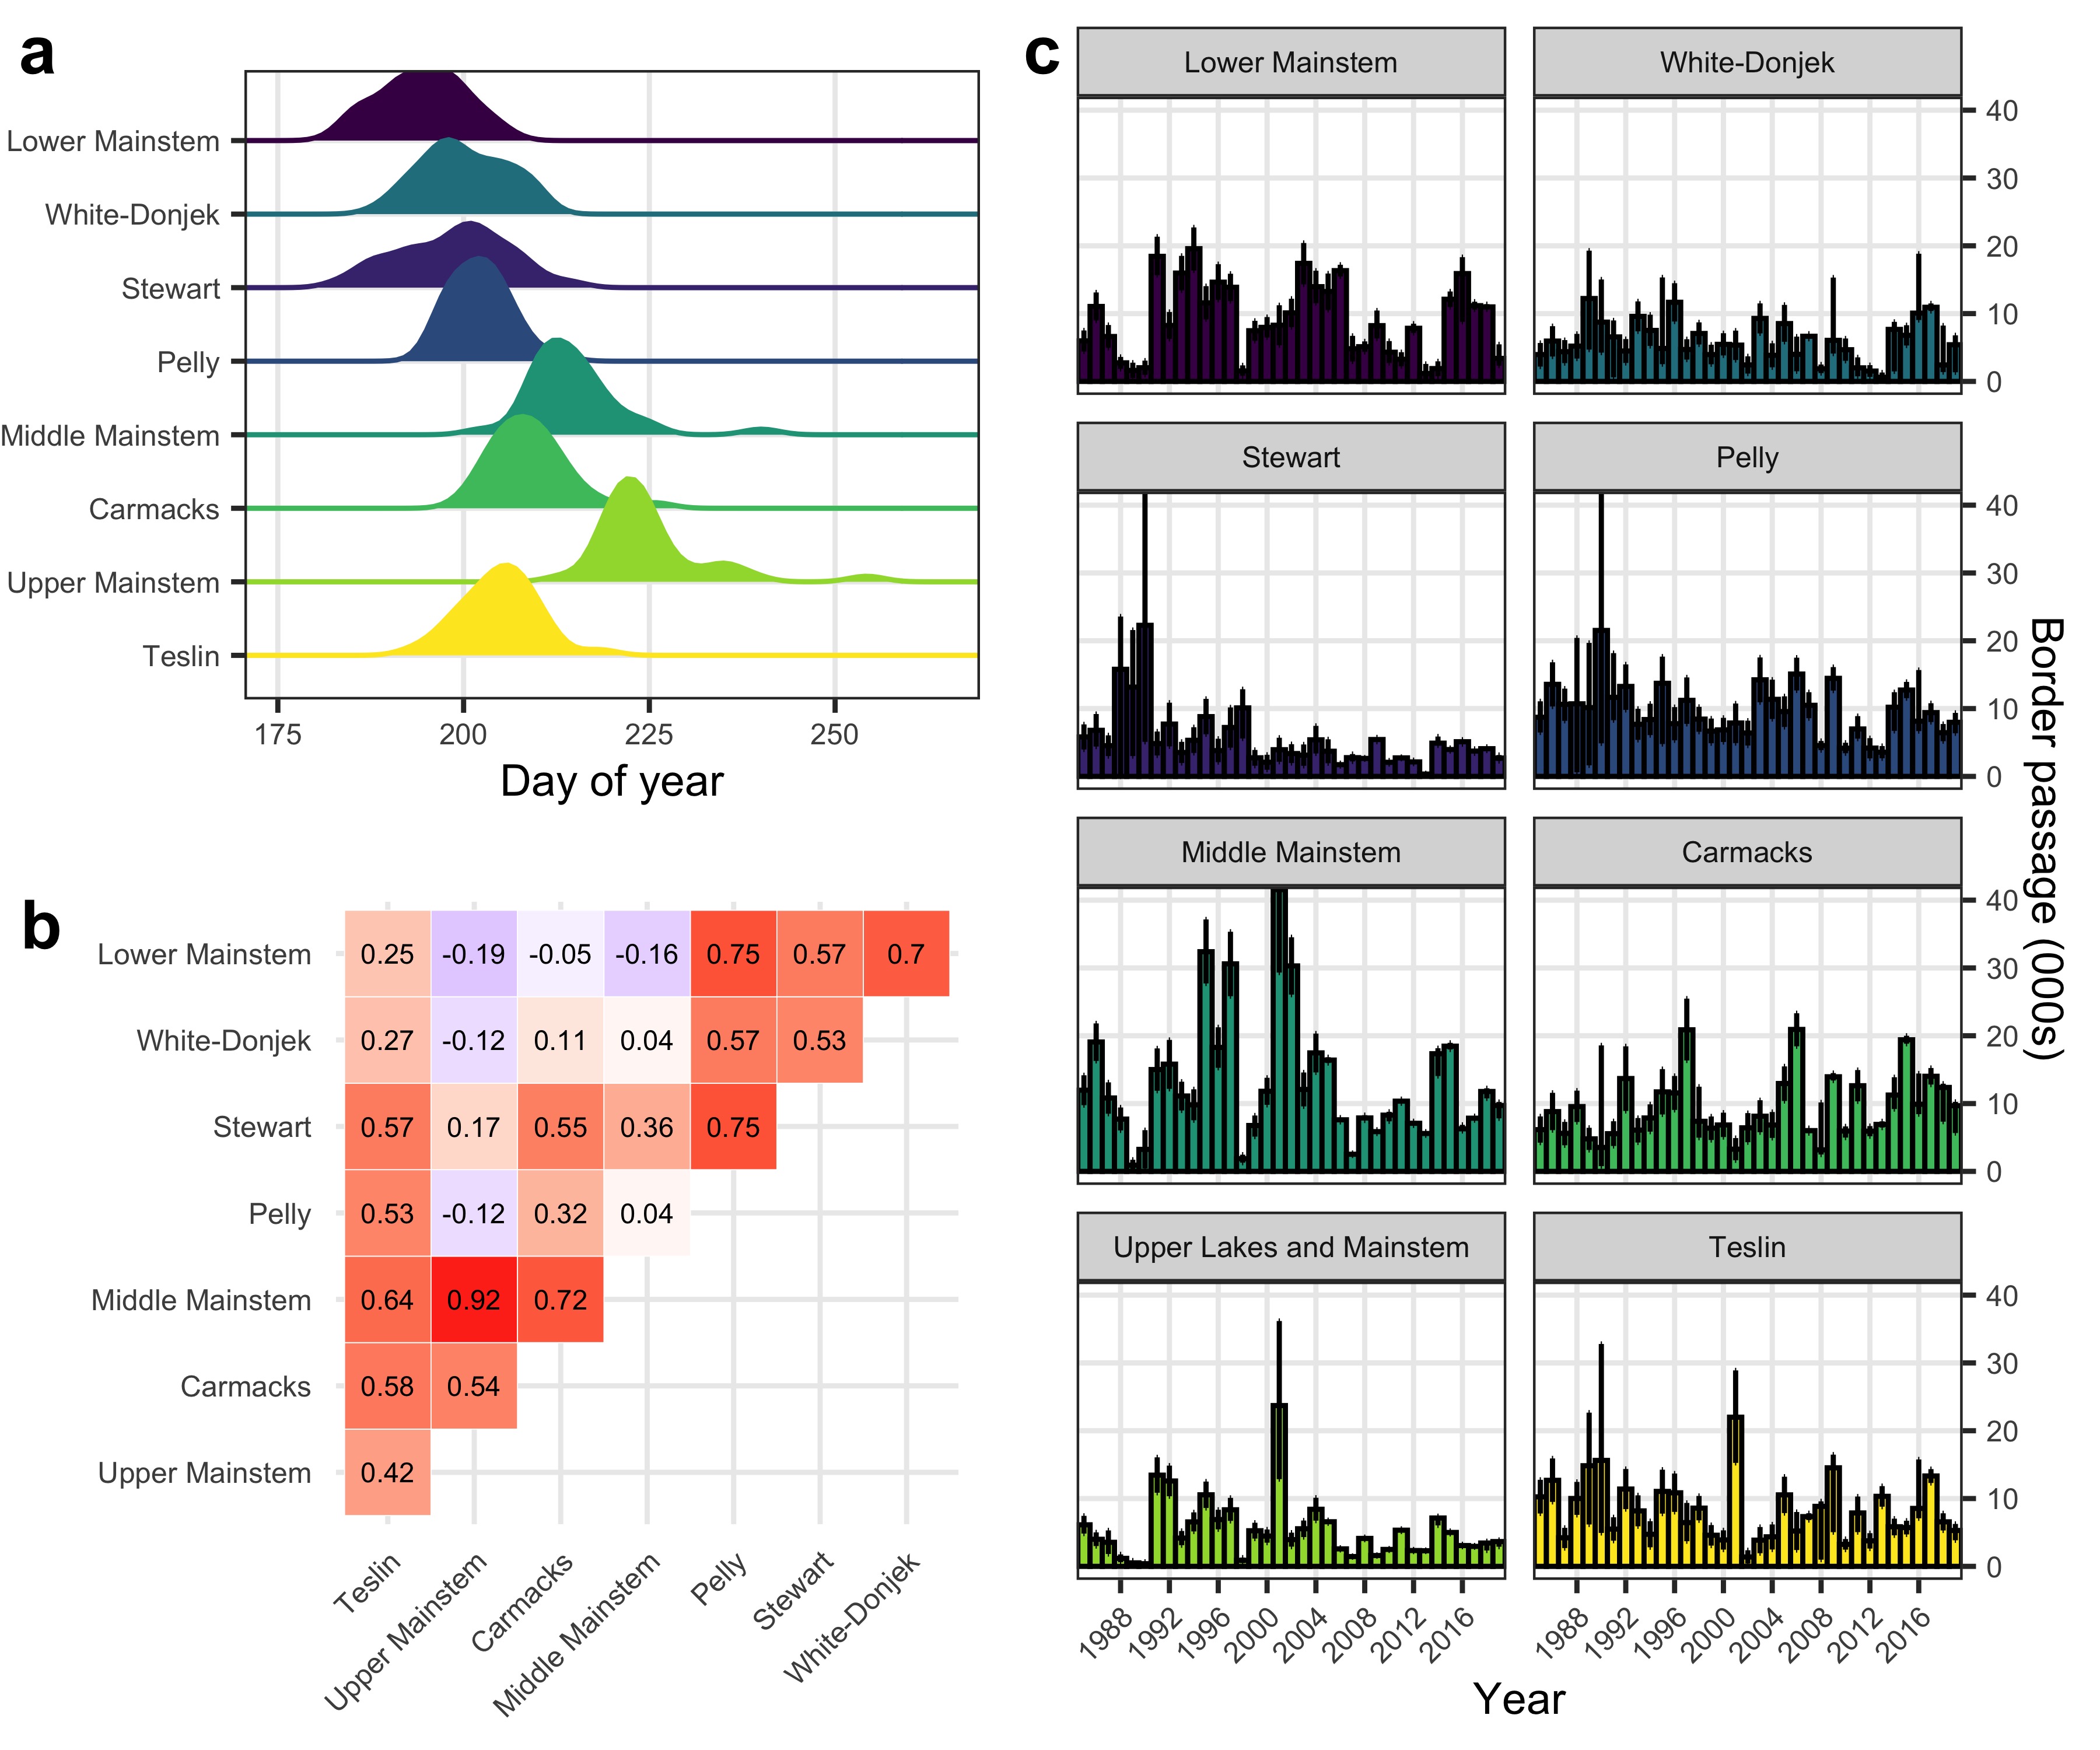 a
Lower Mainstem
White-Donjek
Stewart
Pelly
Middle Mainstem
Carmacks
Upper Mainstem
Teslin
175 200 225 250
Day of year
b
Lower Mainstem 0.25 -0.19 -0.05 -0.16 0.75 0.57 0.7
White-Donjek 0.27 -0.12 0.11 0.04 0.57 0.53
Stewart 0.57 0.17 0.55 0.36 0.75
Pelly 0.53 -0.12 0.32 0.04
Middle Mainstem 0.64 0.92 0.72
Carmacks 0.58 0.54
Upper Mainstem 0.42
Teslin Upper Mainstem Carmacks Middle Mainstem Pelly Stewart White-Donjek
c
Lower Mainstem White-Donjek
40
30
20
10
0
Stewart Pelly
40
30
20
10
0
Middle Mainstem Carmacks
40
30
20
10
0
Upper Lakes and Mainstem Teslin
40
30
20
10
0
1988 1992 1996 2000 2004 2008 2012 2016 1988 1992 1996 2000 2004 2008 2012 2016
Year
Border passage (000s)